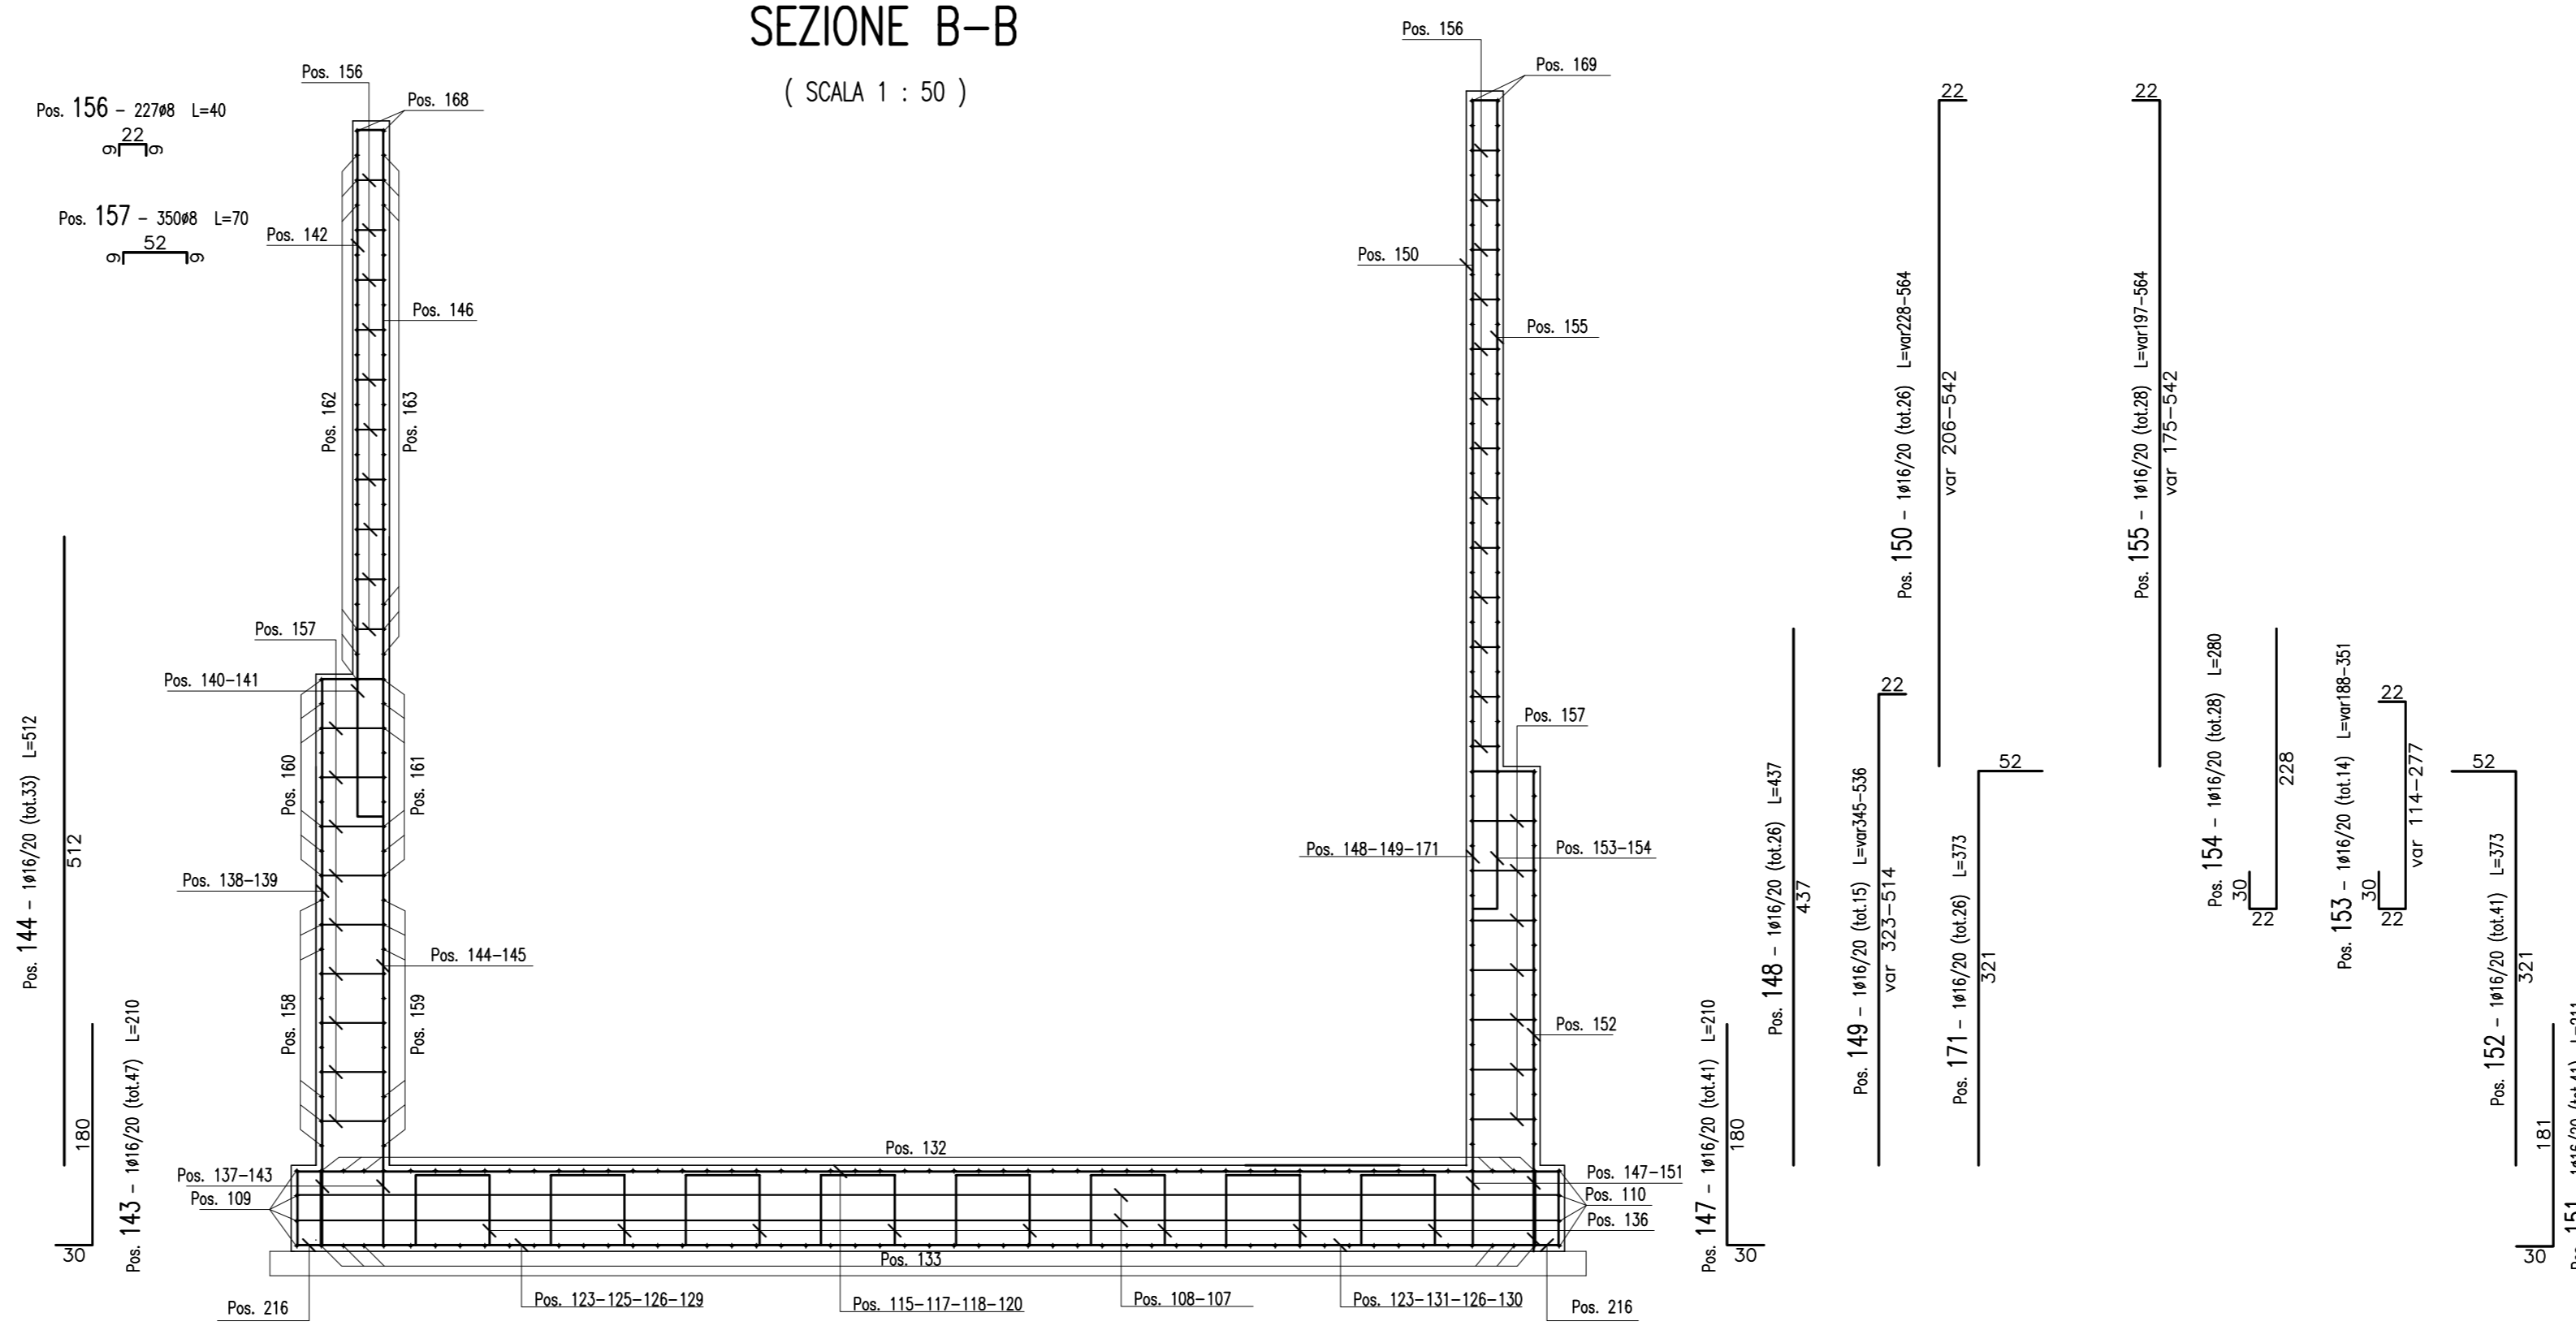 SEZIONE B-B
( SCALA 1 : 50 )
Pos. 156 - 227ø8 L=40
22
9
9
Pos. 157 - 350ø8 L=70
52
9
9
Pos. 156
Pos. 168
Pos. 142
Pos. 146
Pos. 162
Pos. 163
Pos. 157
Pos. 140-141
Pos. 160
Pos. 161
Pos. 138-139
Pos. 144-145
Pos. 158
Pos. 159
Pos. 144 - 1ø16/20 (tot.33) L=512
512
Pos. 143 - 1ø16/20 (tot.47) L=210
180
30
Pos. 137-143
Pos. 109
Pos. 132
Pos. 133
Pos. 216
Pos. 123-125-126-129
Pos. 115-117-118-120
Pos. 108-107
Pos. 123-131-126-130
Pos. 216
Pos. 156
Pos. 169
Pos. 150
Pos. 155
Pos. 157
Pos. 148-149-171
Pos. 153-154
Pos. 152
Pos. 147-151
Pos. 110
Pos. 136
Pos. 147 - 1ø16/20 (tot.41) L=210
180
30
Pos. 148 - 1ø16/20 (tot.26) L=437
437
Pos. 149 - 1ø16/20 (tot.15) L=var345-536
var 323-514
22
Pos. 150 - 1ø16/20 (tot.26) L=var228-564
var 206-542
22
Pos. 171 - 1ø16/20 (tot.26) L=373
321
52
Pos. 155 - 1ø16/20 (tot.28) L=var197-564
var 175-542
22
Pos. 154 - 1ø16/20 (tot.28) L=280
228
30
22
Pos. 153 - 1ø16/20 (tot.14) L=var188-351
var 114-277
22
30
22
Pos. 152 - 1ø16/20 (tot.41) L=373
321
52
181
30
Pos. 151 - 1ø16/20 (tot.41) L=211